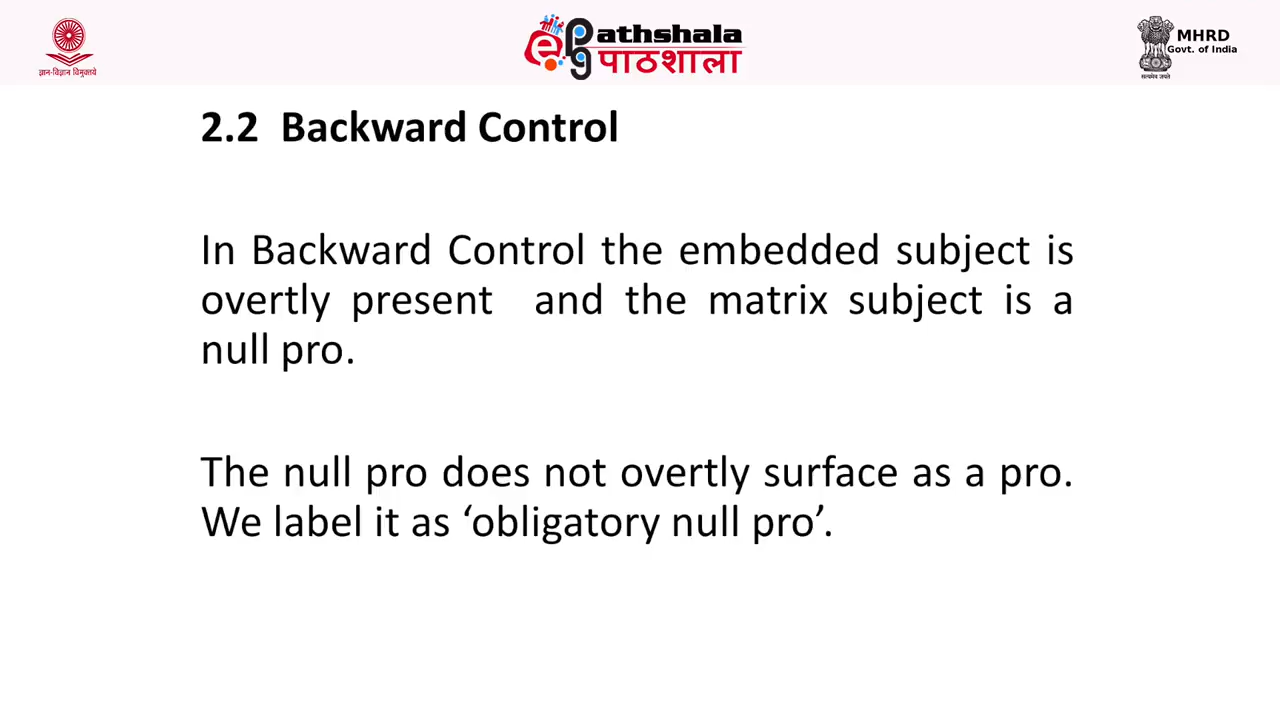 ज्ञान-विज्ञान विमुक्तये
e pg Pathshala
पाठशाला
MHRD
Govt. of India
सत्यमेव जयते
2.2 Backward Control
In Backward Control the embedded subject is
overtly present and the matrix subject is a
null pro.
The null pro does not overtly surface as a pro.
We label it as ‘obligatory null pro’.